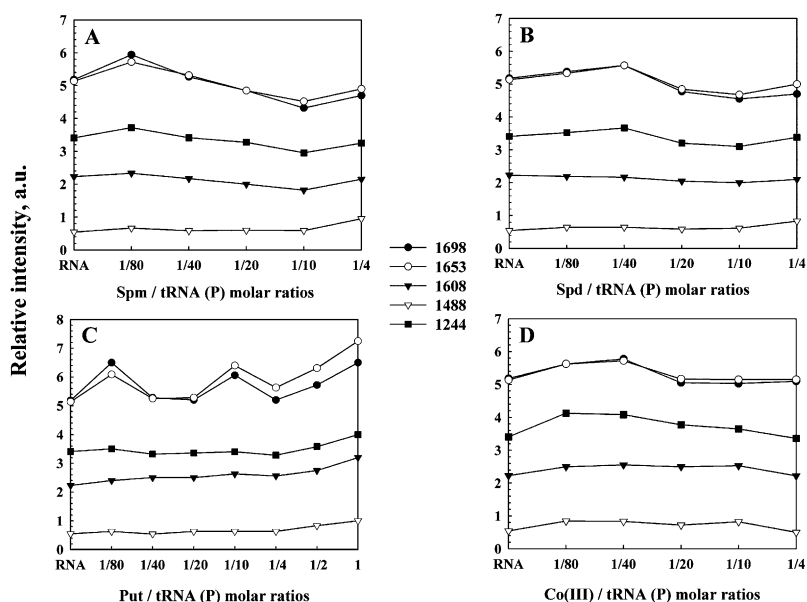 Relative intensity, a.u.
A
7
6
5
4
3
2
1
0
RNA 1/80 1/40 1/20 1/10 1/4
Spm / tRNA (P) molar ratios
B
7
6
5
4
3
2
1
0
RNA 1/80 1/40 1/20 1/10 1/4
Spd / tRNA (P) molar ratios
1698
1653
1608
1488
1244
C
8
7
6
5
4
3
2
1
0
RNA 1/80 1/40 1/20 1/10 1/4 1/2 1
Put / tRNA (P) molar ratios
D
7
6
5
4
3
2
1
0
RNA 1/80 1/40 1/20 1/10 1/4
Co(III) / tRNA (P) molar ratios